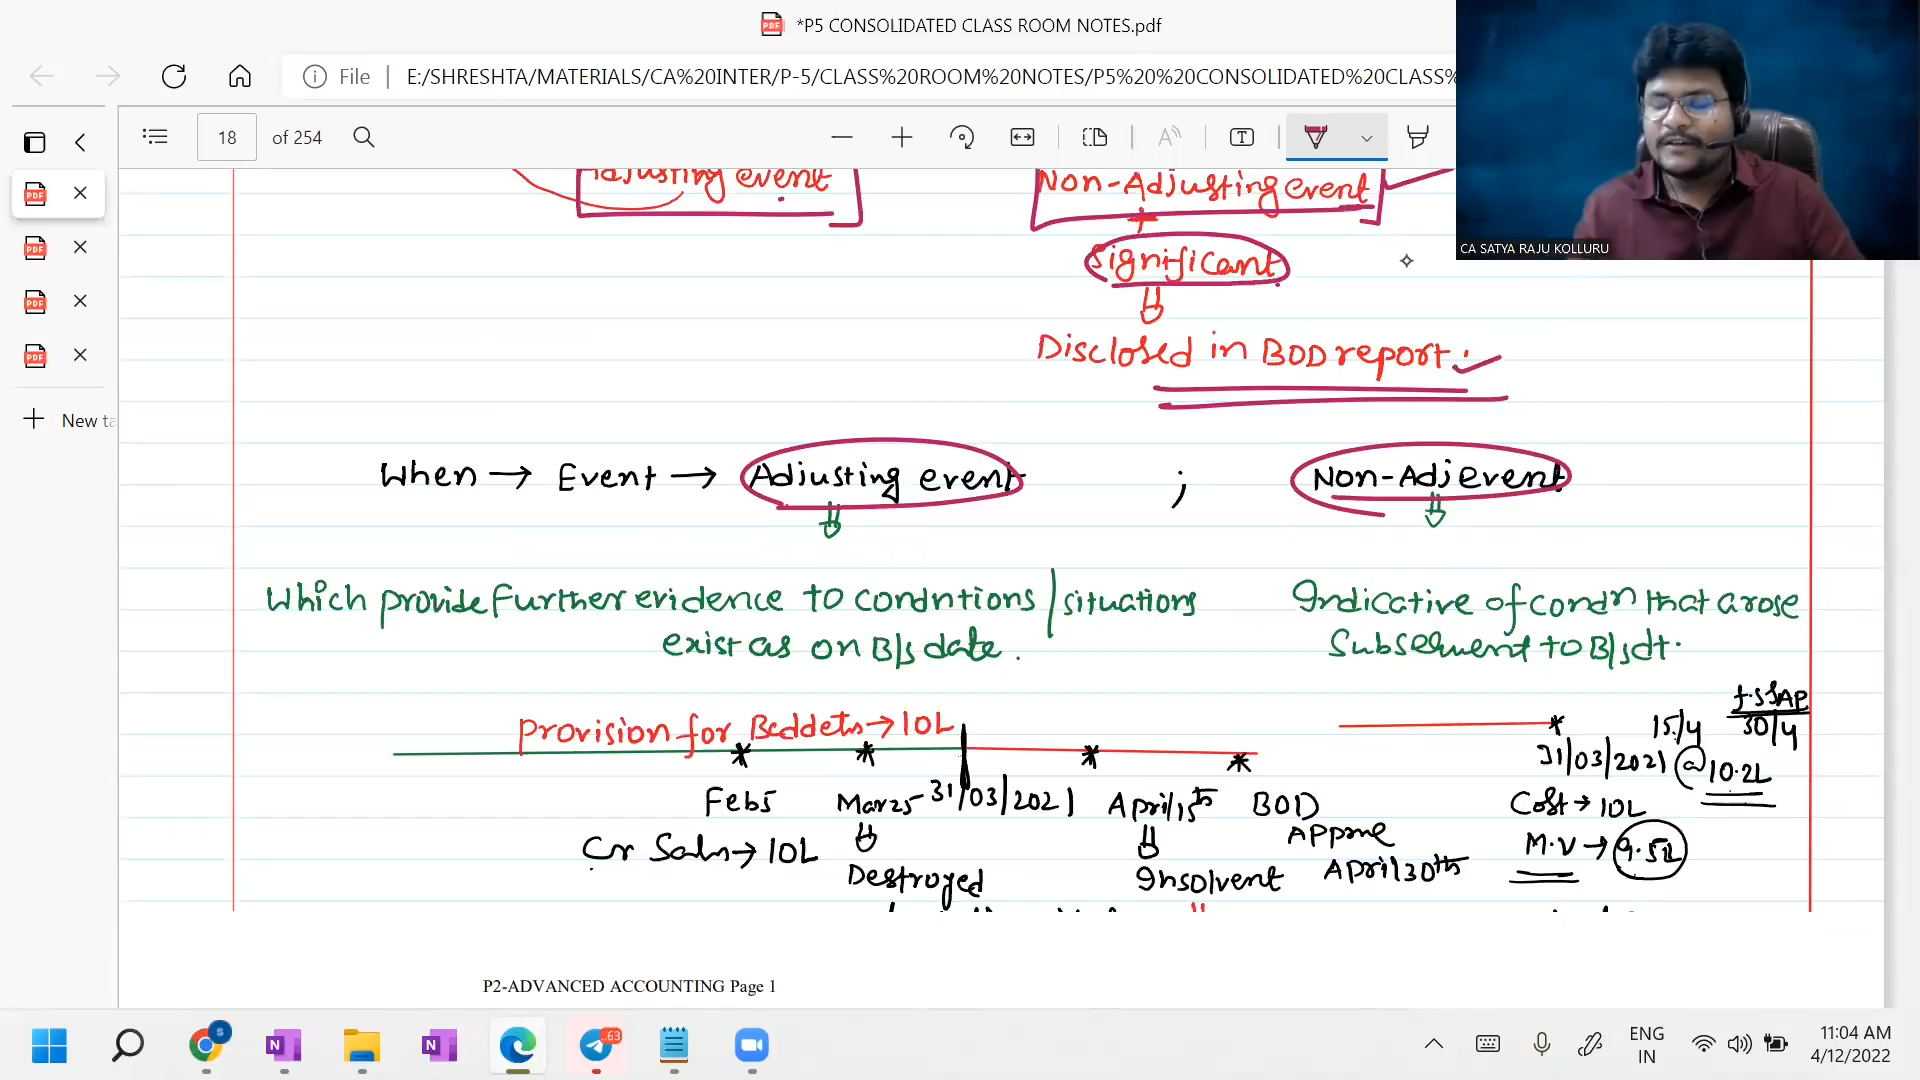 *P5 CONSOLIDATED CLASS ROOM NOTES.pdf
File | E:/SHRESHTA/MATERIALS/CA%20INTER/P-5/CLASS%20ROOM%20NOTES/P5%20%20CONSOLIDATED%20CLASS%
18 of 254
CA SATYA RAJU KOLLURU
New ta
Adjusting event
Non-Adjusting event
+
Significant
Disclosed in BOD report.
When → Event → Adjusting event ; Non-Adj event
Which provide Further evidence to condntions / situations
exist as on B/s date.
Indicative of condn that arose
Subsequent to B/s dt.
Provision for Bcddets → 10L
Feb5 Mar25 31/03/2021 April15th BOD
Appme
April30th
Cr Sales → 10L
Destroyed
Insolvent
15/4
30/4
31/03/2021 @ 10.2L
Cost → 10L
M.V → 9.5L
P2-ADVANCED ACCOUNTING Page 1
..63
ENG
IN
11:04 AM
4/12/2022